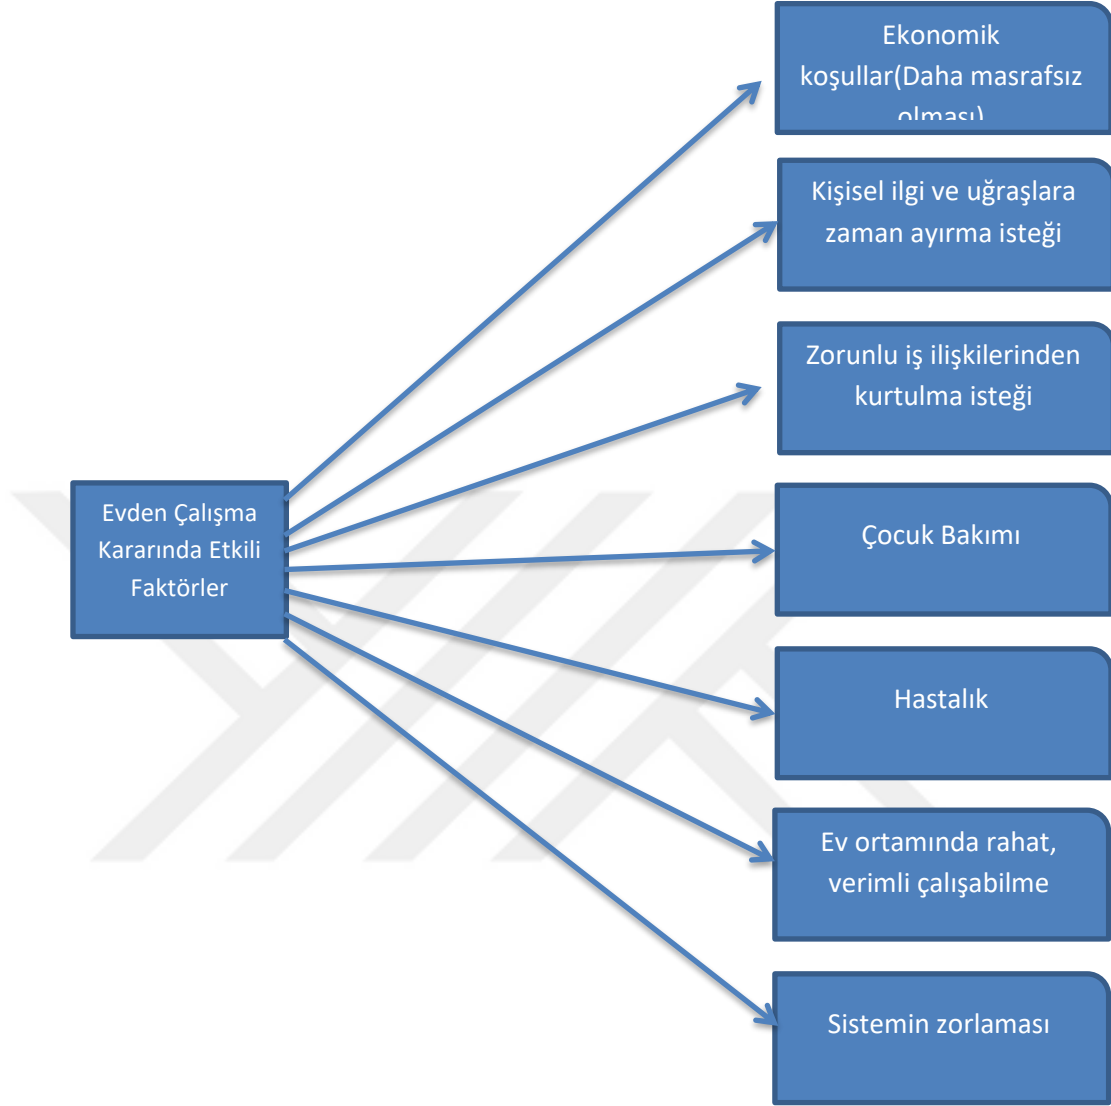 Ekonomik
koşullar(Daha masrafsız
olması)
Kişisel ilgi ve uğraşlara
zaman ayırma isteği
Zorunlu iş ilişkilerinden
kurtulma isteği
Evden Çalışma
Kararında Etkili
Faktörler
Çocuk Bakımı
Hastalık
Ev ortamında rahat,
verimli çalışabilme
Sistemin zorlaması